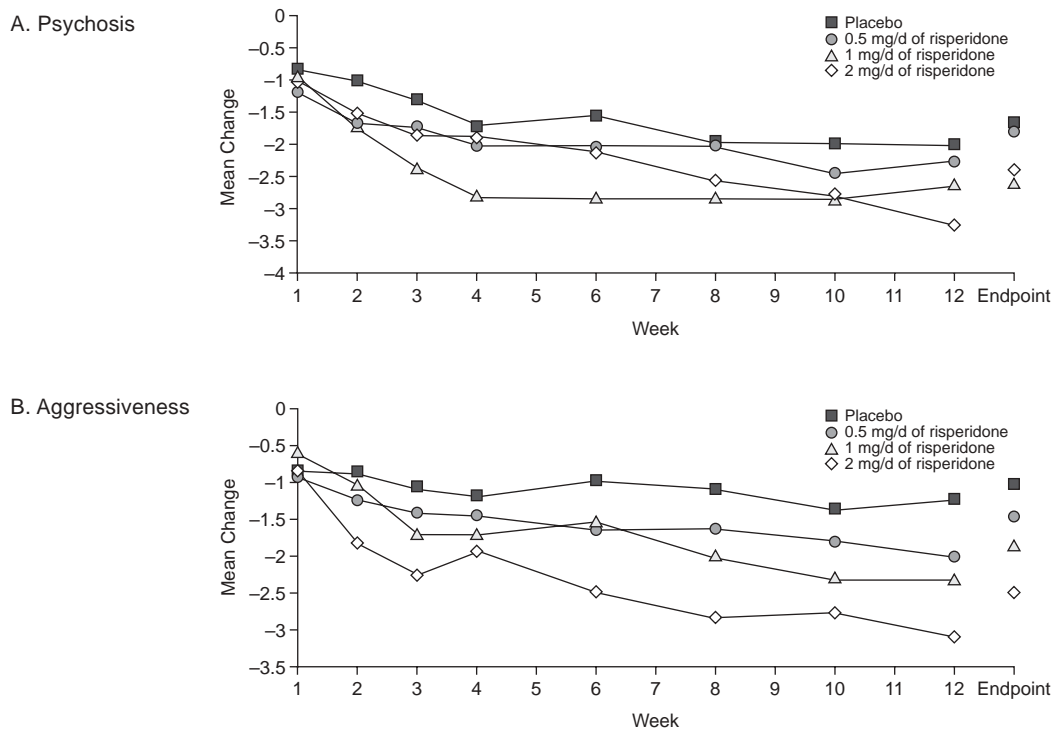 A. Psychosis
Placebo
0.5 mg/d of risperidone
1 mg/d of risperidone
2 mg/d of risperidone
Mean Change
0
–0.5
–1
–1.5
–2
–2.5
–3
–3.5
–4
1 2 3 4 5 6 7 8 9 10 11 12 Endpoint
Week
B. Aggressiveness
Placebo
0.5 mg/d of risperidone
1 mg/d of risperidone
2 mg/d of risperidone
Mean Change
0
–0.5
–1
–1.5
–2
–2.5
–3
–3.5
1 2 3 4 5 6 7 8 9 10 11 12 Endpoint
Week